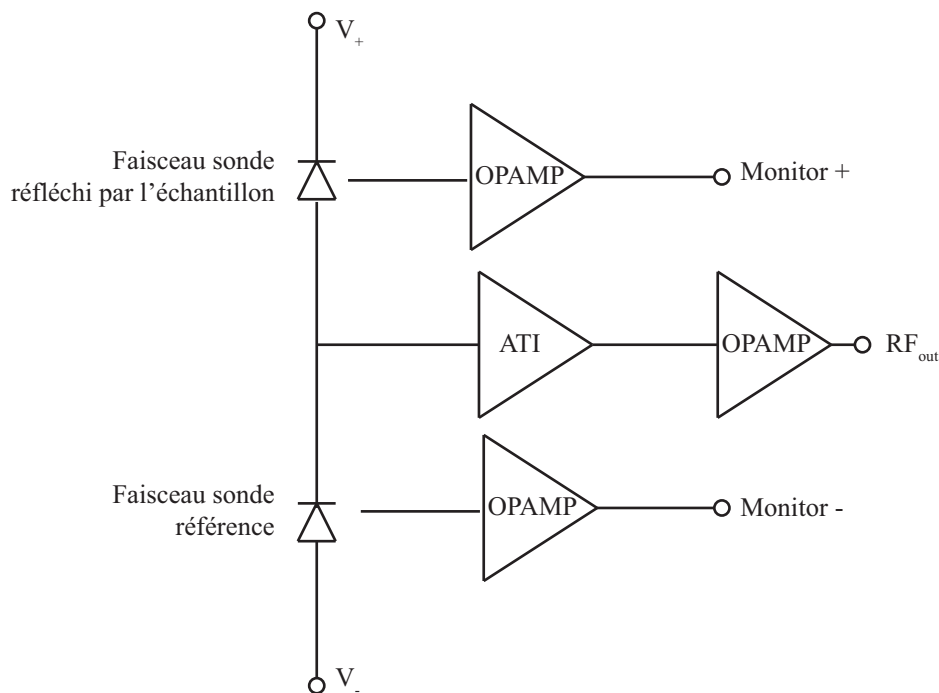 V+
Faisceau sonde
réfléchi par l’échantillon
OPAMP
Monitor +
ATI
OPAMP
RFout
Faisceau sonde
référence
OPAMP
Monitor -
V-